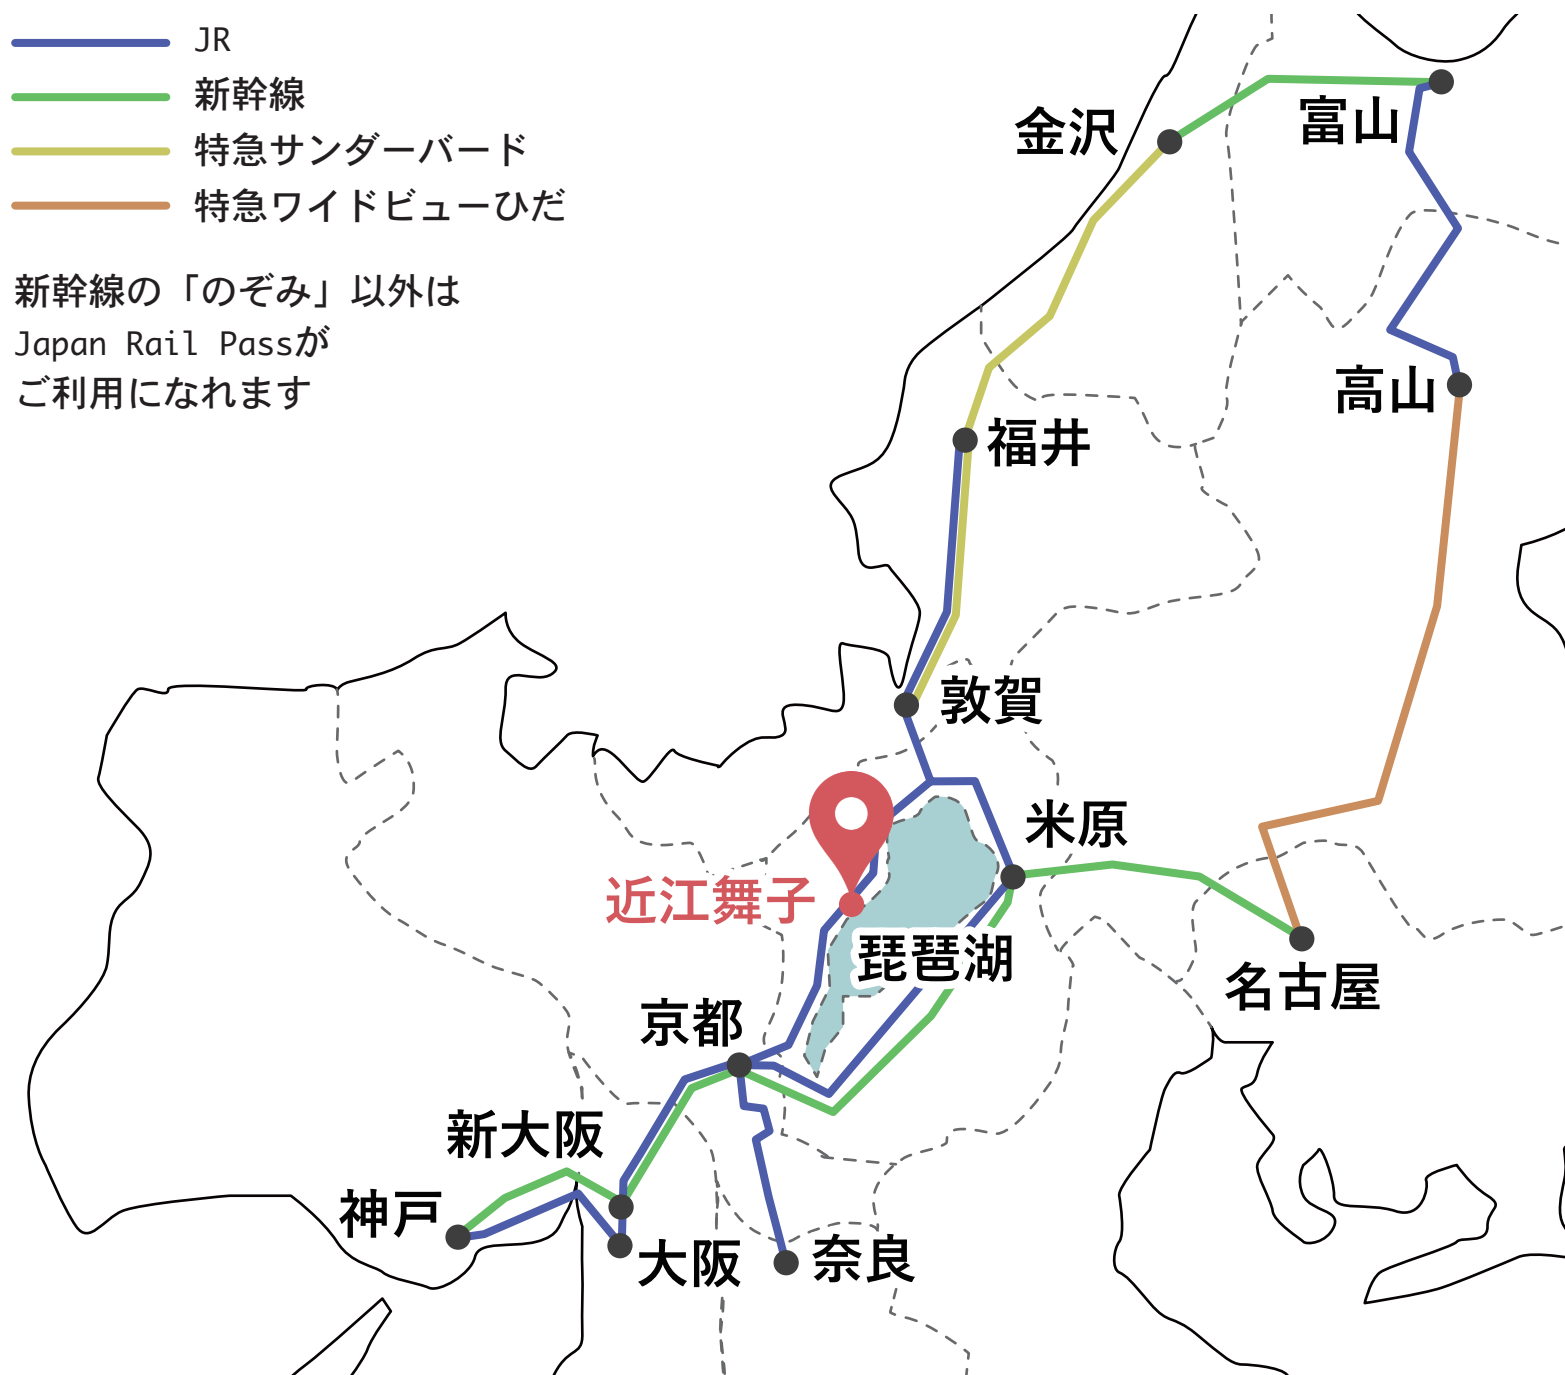 JR
新幹線
特急サンダーバード
特急ワイドビューひだ
新幹線の「のぞみ」以外は
Japan Rail Passが
ご利用になれます
金沢
富山
高山
福井
敦賀
米原
近江舞子
琵琶湖
名古屋
京都
新大阪
神戸
大阪
奈良